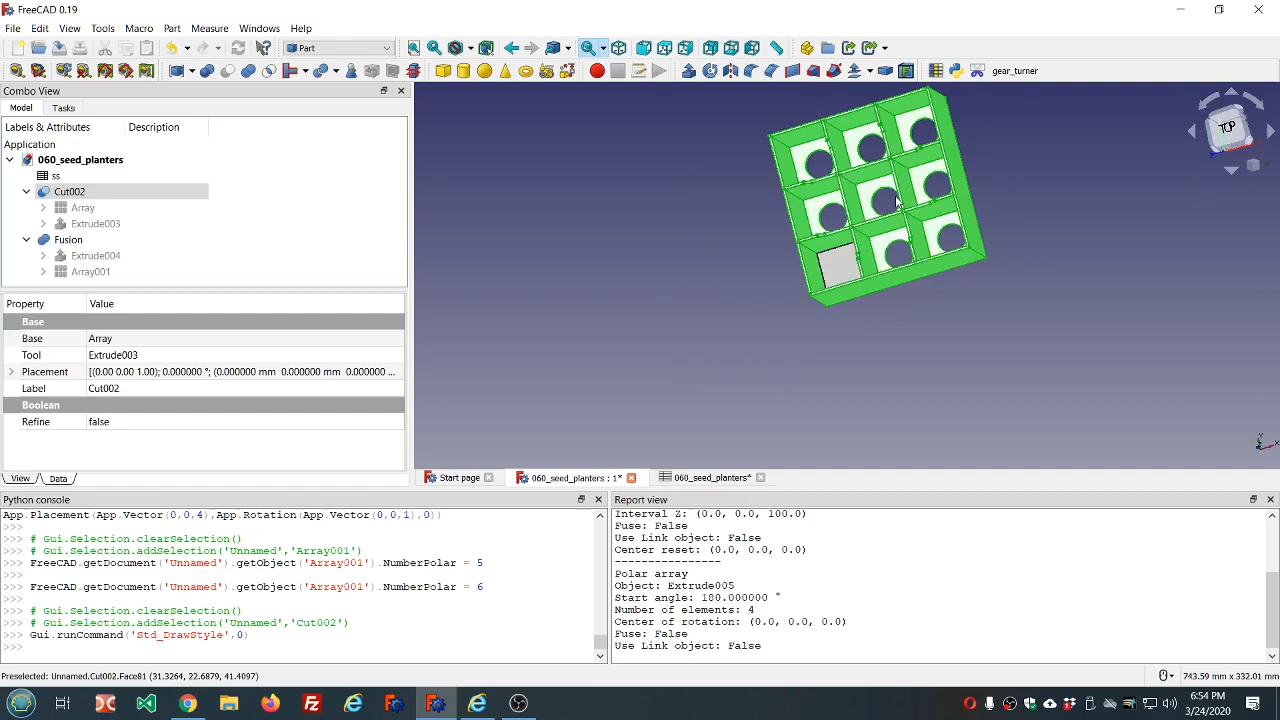 FreeCAD 0.19
File Edit View Tools Macro Part Measure Windows Help
Part
gear_turner
Combo View
Model Tasks
Labels & Attributes Description
Application
060_seed_planters
ss
Cut002
Array
Extrude003
Fusion
Extrude004
Array001
Property Value
Base
Base Array
Tool Extrude003
Placement [(0.00 0.00 1.00); 0.000000 °; (0.000000 mm 0.000000 mm 0.000000 ...
Label Cut002
Boolean
Refine false
View Data
TOP
Start page 060_seed_planters : 1* 060_seed_planters*
Python console
App.Placement(App.Vector(0,0,4),App.Rotation(App.Vector(0,0,1),0))
>>>
>>> # Gui.Selection.clearSelection()
>>> # Gui.Selection.addSelection('Unnamed','Array001')
>>> FreeCAD.getDocument('Unnamed').getObject('Array001').NumberPolar = 5
>>>
>>> FreeCAD.getDocument('Unnamed').getObject('Array001').NumberPolar = 6
>>>
>>> # Gui.Selection.clearSelection()
>>> # Gui.Selection.addSelection('Unnamed','Cut002')
>>> Gui.runCommand('Std_DrawStyle',0)
>>>
Report view
Interval Z: (0.0, 0.0, 100.0)
Fuse: False
Use Link object: False
Center reset: (0.0, 0.0, 0.0)
----------------
Polar array
Object: Extrude005
Start angle: 180.000000 °
Number of elements: 4
Center of rotation: (0.0, 0.0, 0.0)
Fuse: False
Use Link object: False
Preselected: Unnamed.Cut002.Face81 (31.3264, 22.6879, 41.4097)
743.59 mm x 332.01 mm
6:54 PM
3/24/2020